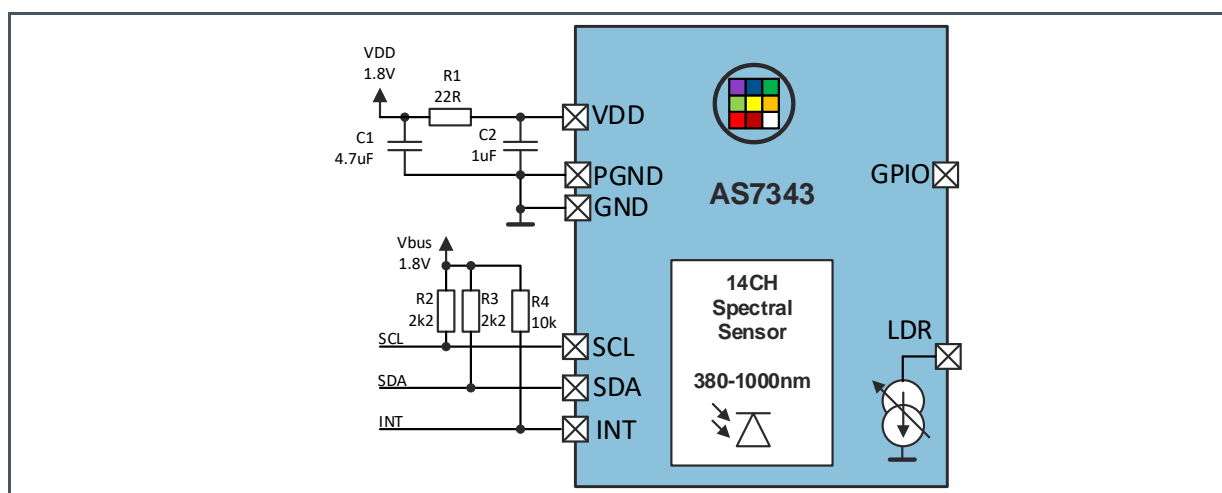 VDD
1.8V
R1
22R
C1
4.7uF
C2
1uF
VDD
PGND
GND
AS7343
GPIO
Vbus
1.8V
R2
2k2
R3
2k2
R4
10k
SCL
SDA
INT
SCL
SDA
INT
14CH
Spectral
Sensor
380-1000nm
LDR